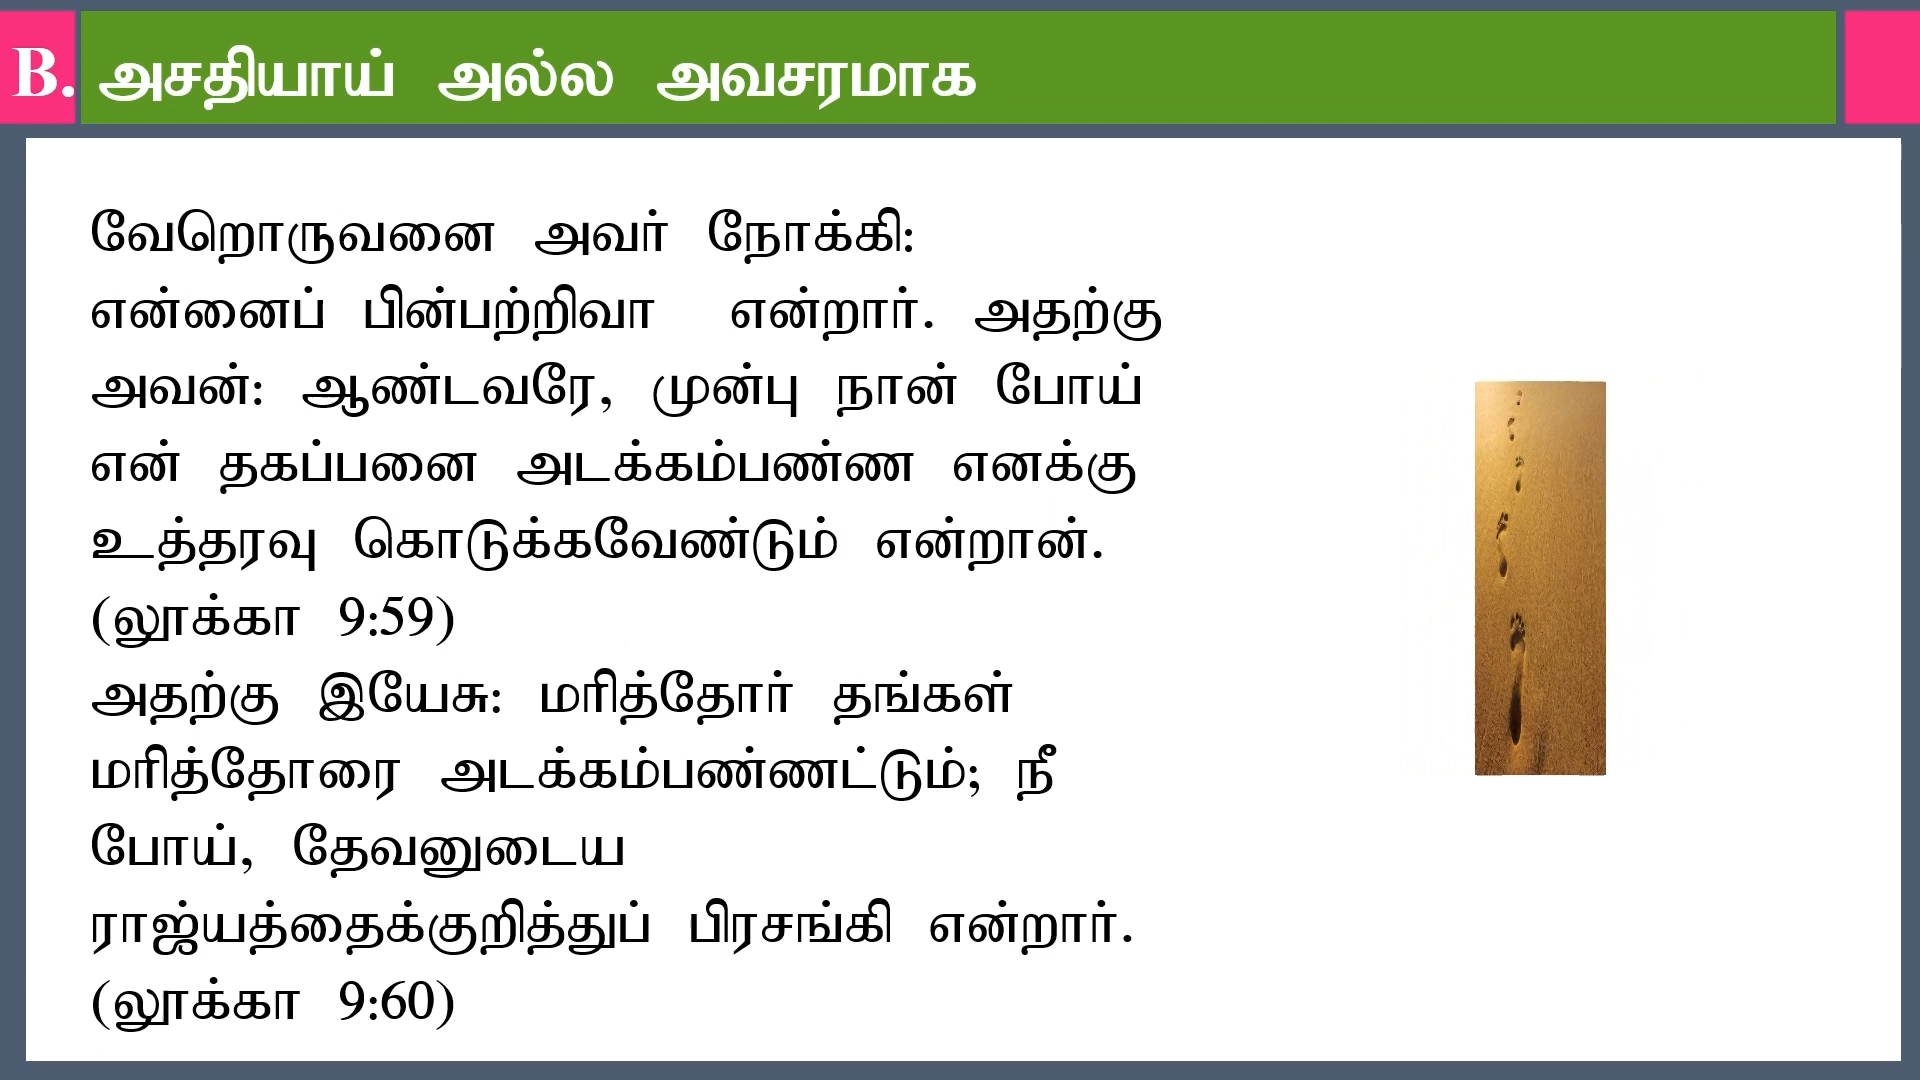 B. அசதியாய் அல்ல அவசரமாக
வேறொருவனை அவர் நோக்கி:
என்னைப் பின்பற்றிவா என்றார். அதற்கு
அவன்: ஆண்டவரே, முன்பு நான் போய்
என் தகப்பனை அடக்கம்பண்ண எனக்கு
உத்தரவு கொடுக்கவேண்டும் என்றான்.
(லூக்கா 9:59)
அதற்கு இயேசு: மரித்தோர் தங்கள்
மரித்தோரை அடக்கம்பண்ணட்டும்; நீ
போய், தேவனுடைய
ராஜ்யத்தைக்குறித்துப் பிரசங்கி என்றார்.
(லூக்கா 9:60)